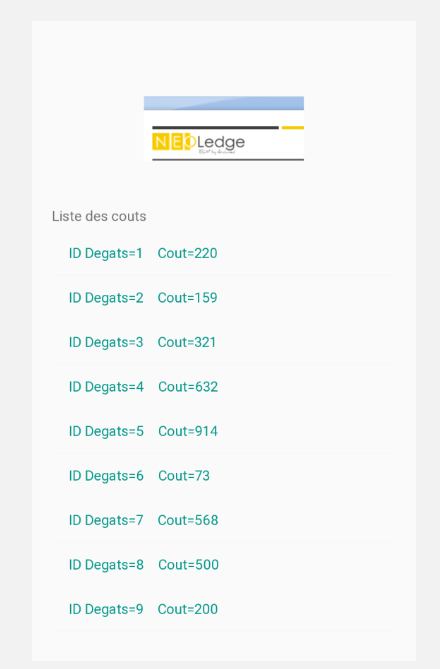 NEOLedge
Liste des couts
ID Degats=1 Cout=220
ID Degats=2 Cout=159
ID Degats=3 Cout=321
ID Degats=4 Cout=632
ID Degats=5 Cout=914
ID Degats=6 Cout=73
ID Degats=7 Cout=568
ID Degats=8 Cout=500
ID Degats=9 Cout=200